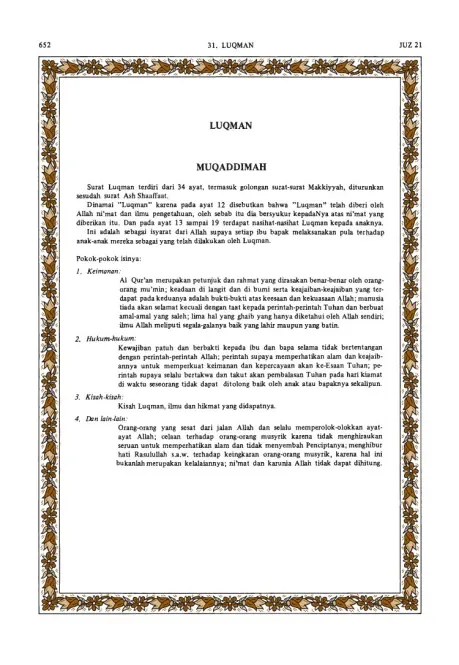 652
31. LUQMAN
JUZ 21
LUQMAN
MUQADDIMAH
Surat Luqman terdiri dari 34 ayat, termasuk golongan surat-surat Makkiyyah, diturunkan
sesudah surat Ash Shaaffaat.
Dinamai "Luqman" karena pada ayat 12 disebutkan bahwa "Luqman" telah diberi oleh
Allah ni'mat dan ilmu pengetahuan, oleh sebab itu dia bersyukur kepadaNya atas ni'mat yang
diberikan itu. Dan pada ayat 13 sampai 19 terdapat nasihat-nasihat Luqman kepada anaknya.
Ini adalah sebagai isyarat dari Allah supaya setiap ibu bapak melaksanakan pula terhadap
anak-anak mereka sebagai yang telah dilakukan oleh Luqman.
Pokok-pokok isinya:
1. Keimanan:
Al Qur'an merupakan petunjuk dan rahmat yang dirasakan benar-benar oleh orang-
orang mu'min; keadaan di langit dan di bumi serta keajaiban-keajaiban yang ter-
dapat pada keduanya adalah bukti-bukti atas keesaan dan kekuasaan Allah; manusia
tiada akan selamat kecuali dengan taat kepada perintah-perintah Tuhan dan berbuat
amal-amal yang saleh; lima hal yang ghaib yang hanya diketahui oleh Allah sendiri;
ilmu Allah meliputi segala-galanya baik yang lahir maupun yang batin.
2. Hukum-hukum:
Kewajiban patuh dan berbakti kepada ibu dan bapa selama tidak bertentangan
dengan perintah-perintah Allah; perintah supaya memperhatikan alam dan keajaib-
annya untuk memperkuat keimanan dan kepercayaan akan ke-Esaan Tuhan; pe-
rintah supaya selalu bertakwa dan takut akan pembalasan Tuhan pada hari kiamat
di waktu seseorang tidak dapat ditolong baik oleh anak atau bapaknya sekalipun.
3. Kisah-kisah:
Kisah Luqman, ilmu dan hikmat yang didapatnya.
4. Dan lain-lain:
Orang-orang yang sesat dari jalan Allah dan selalu memperolok-olokkan ayat-
ayat Allah; celaan terhadap orang-orang musyrik karena tidak menghiraukan
seruan untuk memperhatikan alam dan tidak menyembah Penciptanya; menghibur
hati Rasulullah s.a.w. terhadap keingkaran orang-orang musyrik, karena hal ini
bukanlah merupakan kelalaiannya; ni'mat dan karunia Allah tidak dapat dihitung.